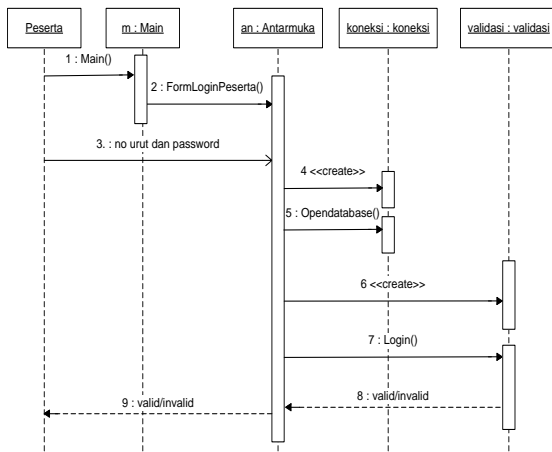 Peserta
m : Main
an : Antarmuka
koneksi : koneksi
validasi : validasi
1 : Main()
2 : FormLoginPeserta()
3. : no urut dan password
4 <<create>>
5 : Opendatabase()
6 <<create>>
7 : Login()
8 : valid/invalid
9 : valid/invalid